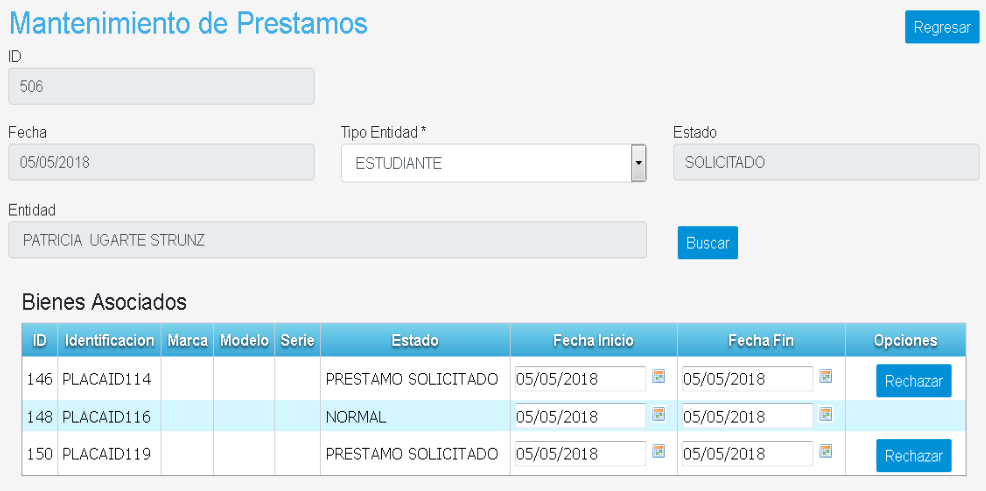 Mantenimiento de Prestamos
Regresar
ID
506
Fecha Tipo Entidad * Estado
05/05/2018 ESTUDIANTE SOLICITADO
Entidad
PATRICIA UGARTE STRUNZ Buscar
Bienes Asociados
ID Identificacion Marca Modelo Serie Estado Fecha Inicio Fecha Fin Opciones
146 PLACAID114 PRESTAMO SOLICITADO 05/05/2018 05/05/2018 Rechazar
148 PLACAID116 NORMAL 05/05/2018 05/05/2018
150 PLACAID119 PRESTAMO SOLICITADO 05/05/2018 05/05/2018 Rechazar